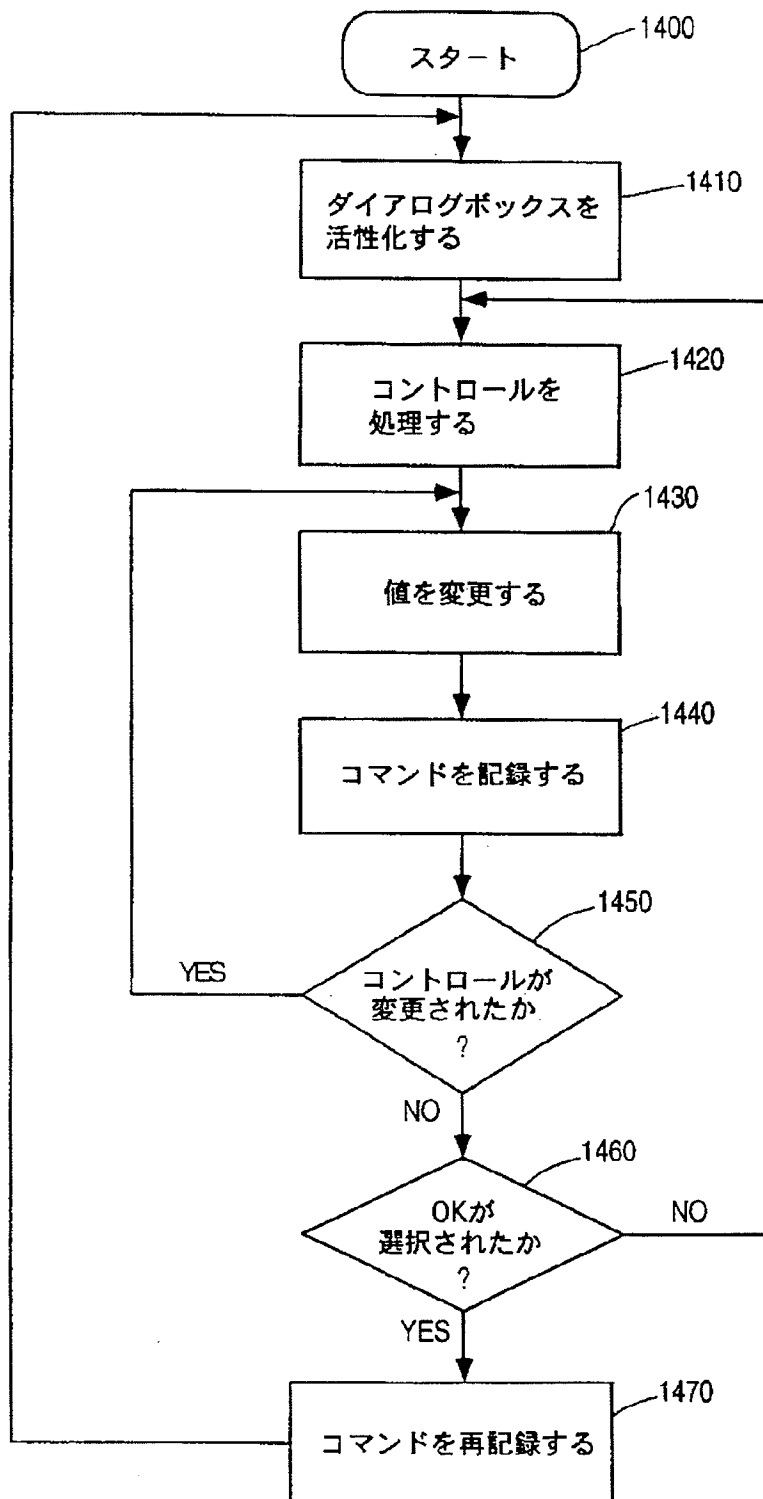 スタート
1400
ダイアログボックスを
活性化する
1410
コントロールを
処理する
1420
値を変更する
1430
コマンドを記録する
1440
コントロールが
変更されたか
?
1450
YES
NO
OKが
選択されたか
?
1460
NO
YES
コマンドを再記録する
1470